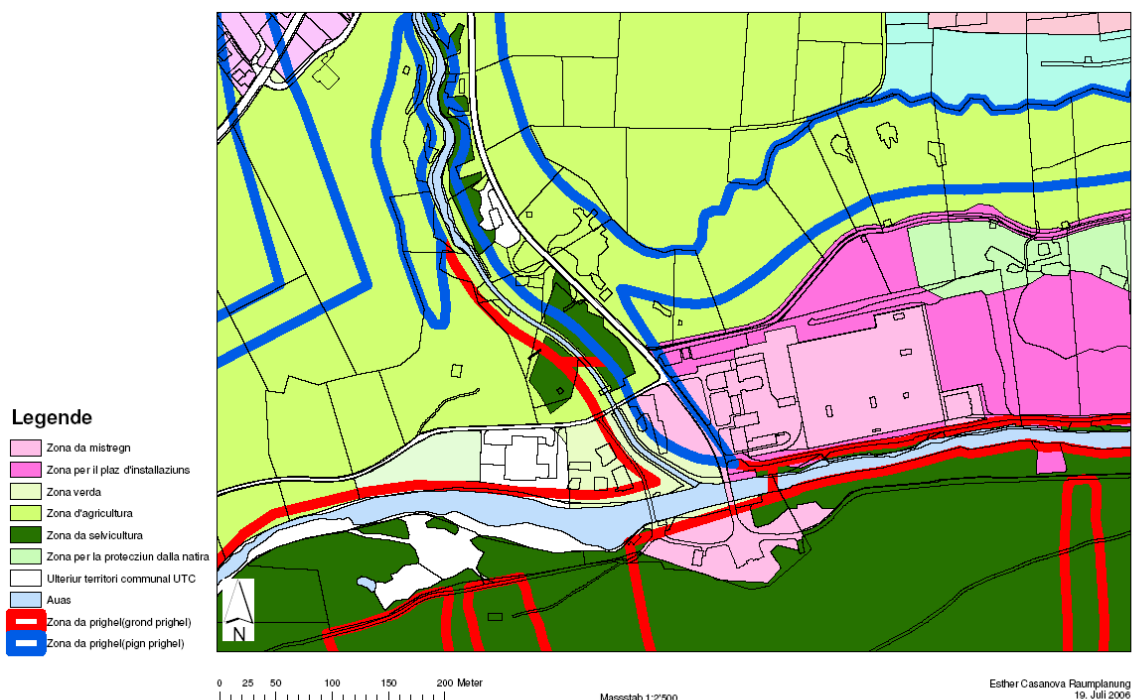 Legende
Zona da mistregn
Zona per il plaz d'installaziuns
Zona verda
Zona d'agricultura
Zona da selvicultura
Zona per la protecziun dalla natira
Ulteriur territori communal UTC
Auas
Zona da prighel(grond prighel)
Zona da prighel(pign prighel)
N
0 25 50 100 150 200 Meter
Massstab 1:2'500
Esther Casanova Raumplanung
19. Juli 2006